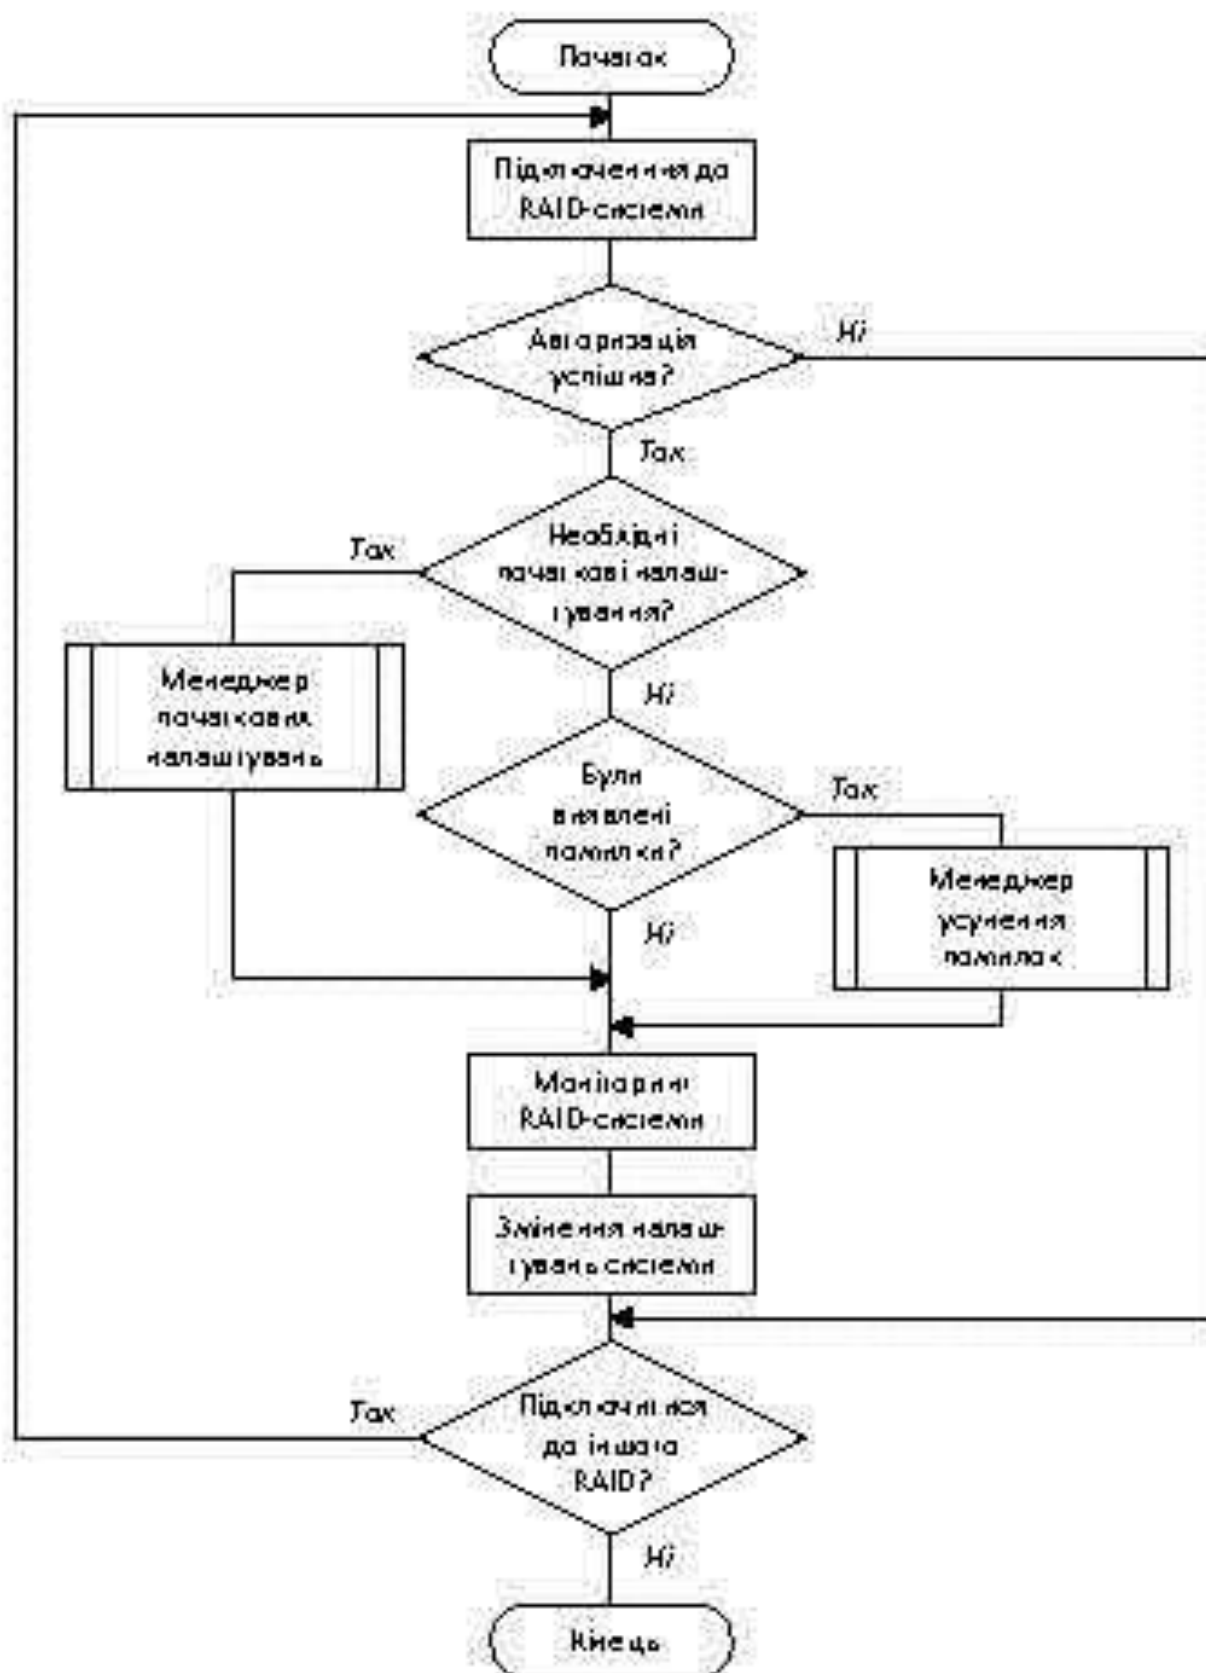 Початок
Підключення до
RAID-системи
Авторизація
успішна?
Ні
Так
Необхідні
початкові налаш-
тування?
Так
Ні
Менеджер
початкових
налаштувань
Були
виявлені
помилки?
Так
Ні
Менеджер
усунення
помилок
Моніторинг
RAID-системи
Змінення налаш-
тувань системи
Підключитися
до іншого
RAID?
Так
Ні
Кінець